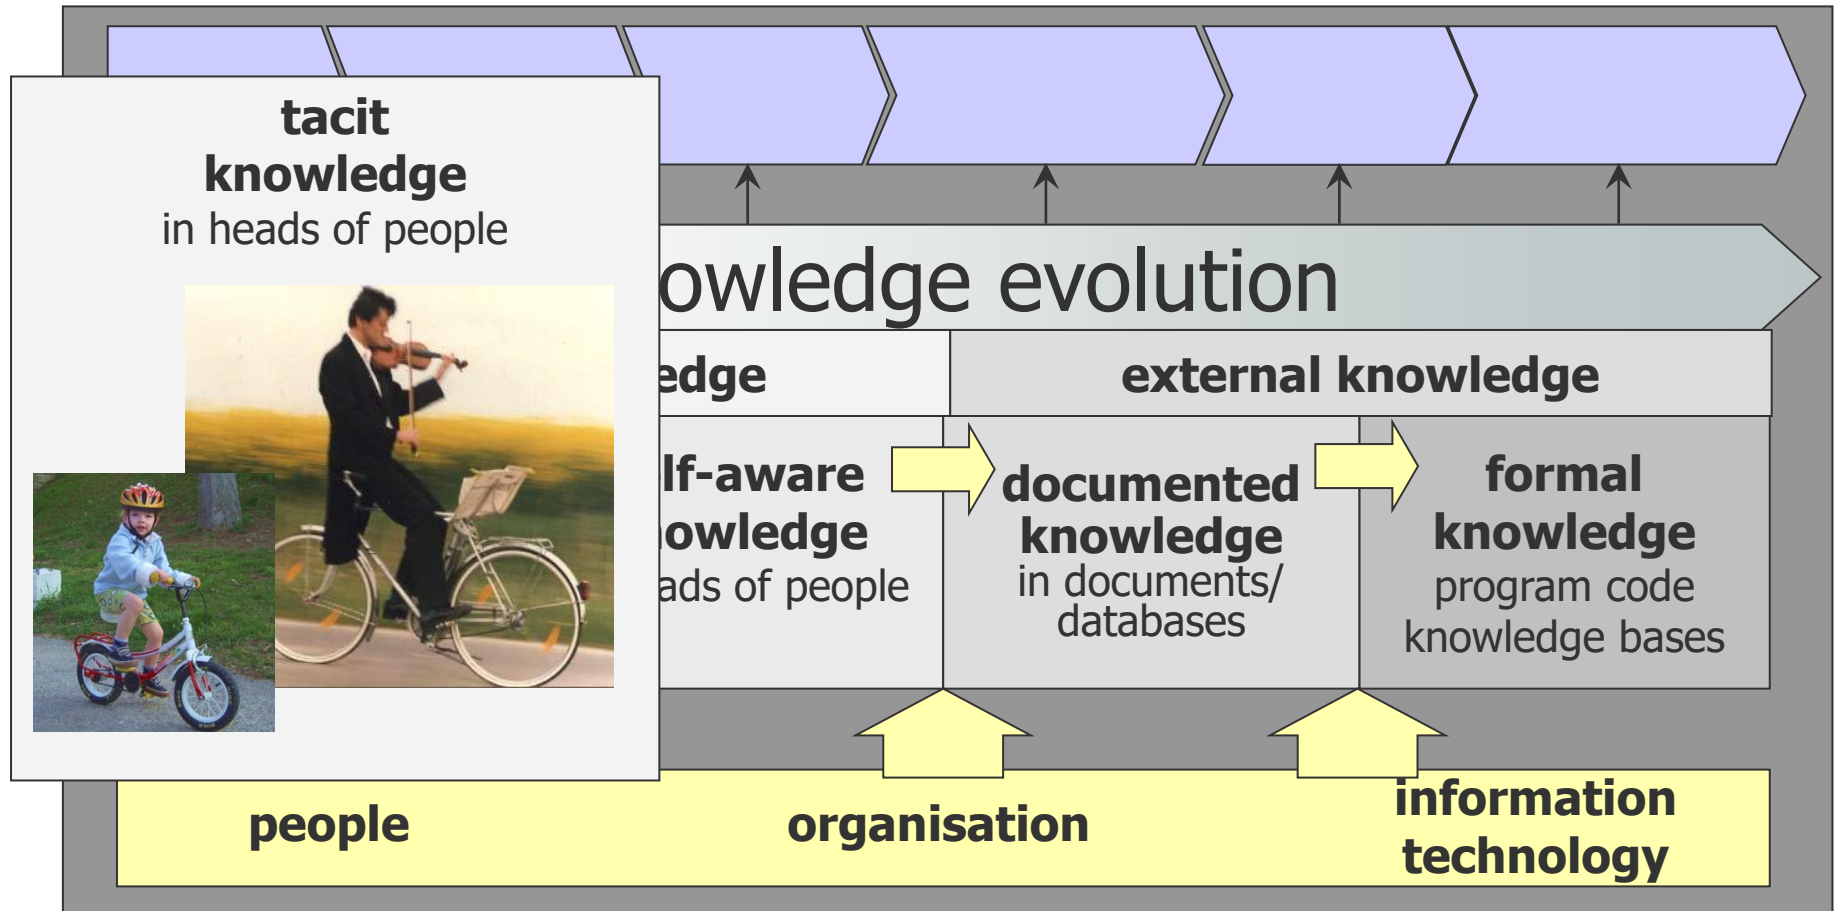 tacit
knowledge
in heads of people
owledge evolution
edge
external knowledge
lf-aware
owledge
ads of people
documented
knowledge
in documents/
databases
formal
knowledge
program code
knowledge bases
people
organisation
information
technology